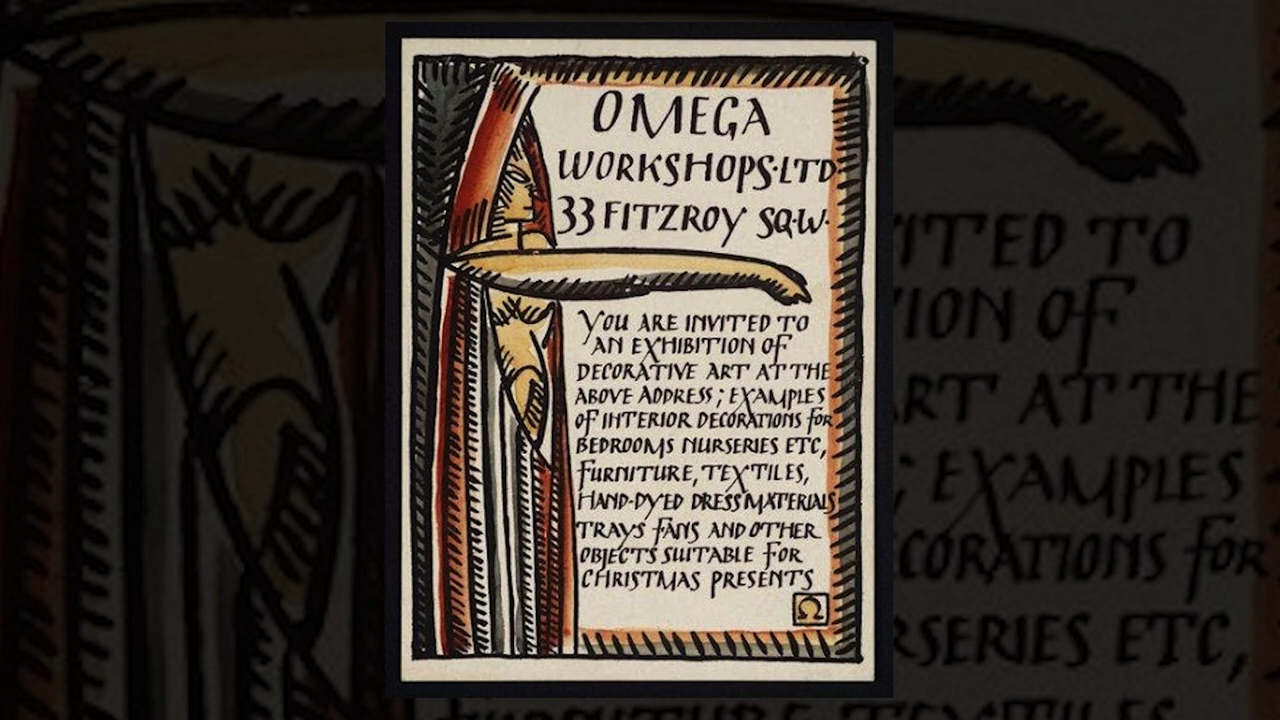 OMEGA
WORKSHOPS·LTD·
33 FITZROY SQ·W·
YOU ARE INVITED TO
AN EXHIBITION OF
DECORATIVE ART AT THE
ABOVE ADDRESS; EXAMPLES
OF INTERIOR DECORATIONS FOR
BEDROOMS NURSERIES ETC,
FURNITURE, TEXTILES,
HAND-DYED DRESS MATERIALS
TRAYS FANS AND OTHER
OBJECTS SUITABLE FOR
CHRISTMAS PRESENTS
Ω